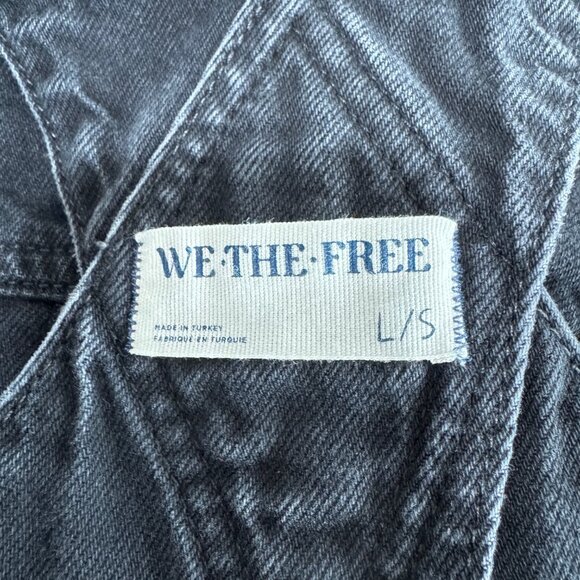 WE·THE·FREE
MADE IN TURKEY
FABRIQUÉ EN TURQUIE
L/S